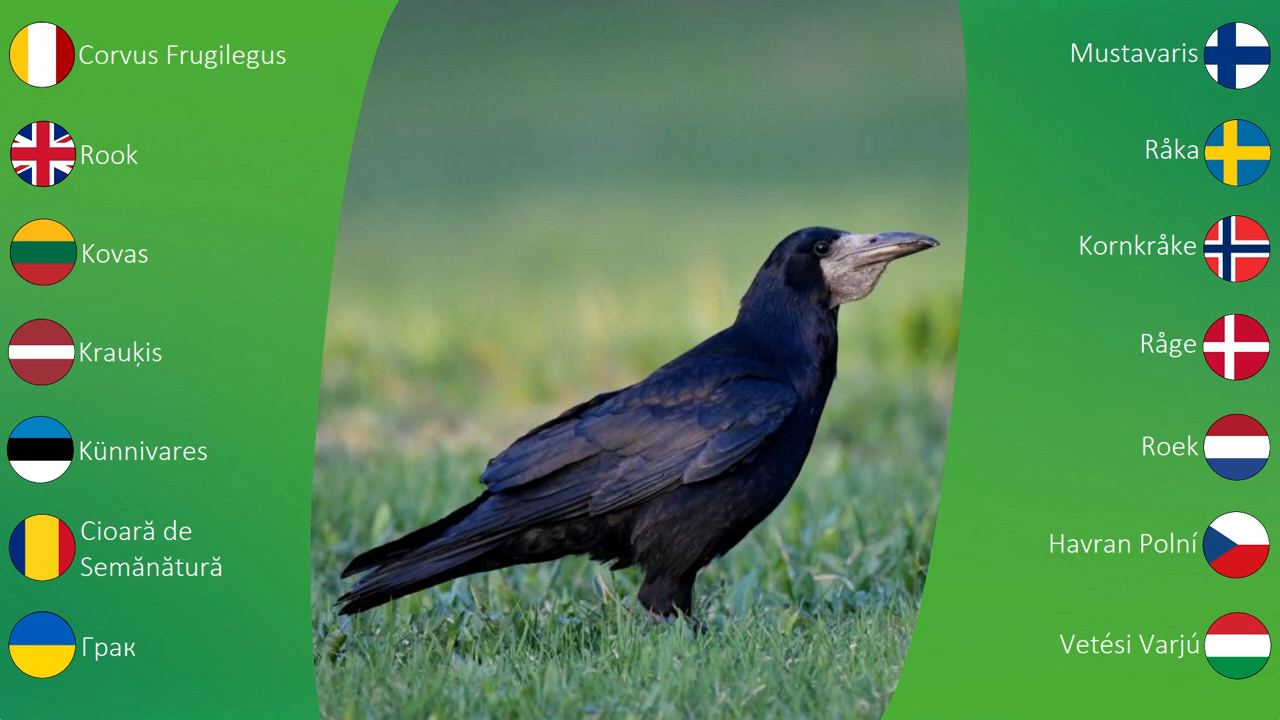 Corvus Frugilegus
Rook
Kovas
Krauķis
Künnivares
Cioară de
Semănătură
Грак
Mustavaris
Råka
Kornkråke
Råge
Roek
Havran Polní
Vetési Varjú